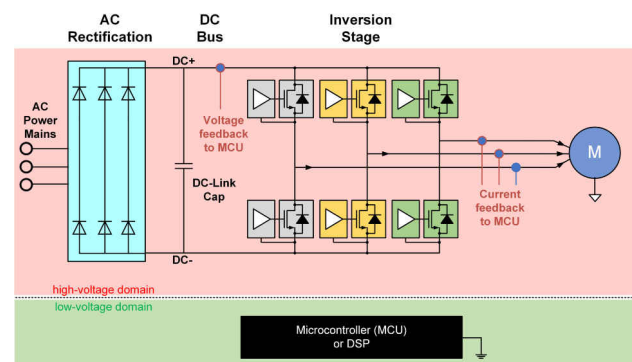 AC
Rectification
DC
Bus
Inversion
Stage
DC+
AC
Power
Mains
Voltage
feedback
to MCU
M
DC-Link
Cap
Current
feedback
to MCU
DC-
high-voltage domain
low-voltage domain
Microcontroller (MCU)
or DSP